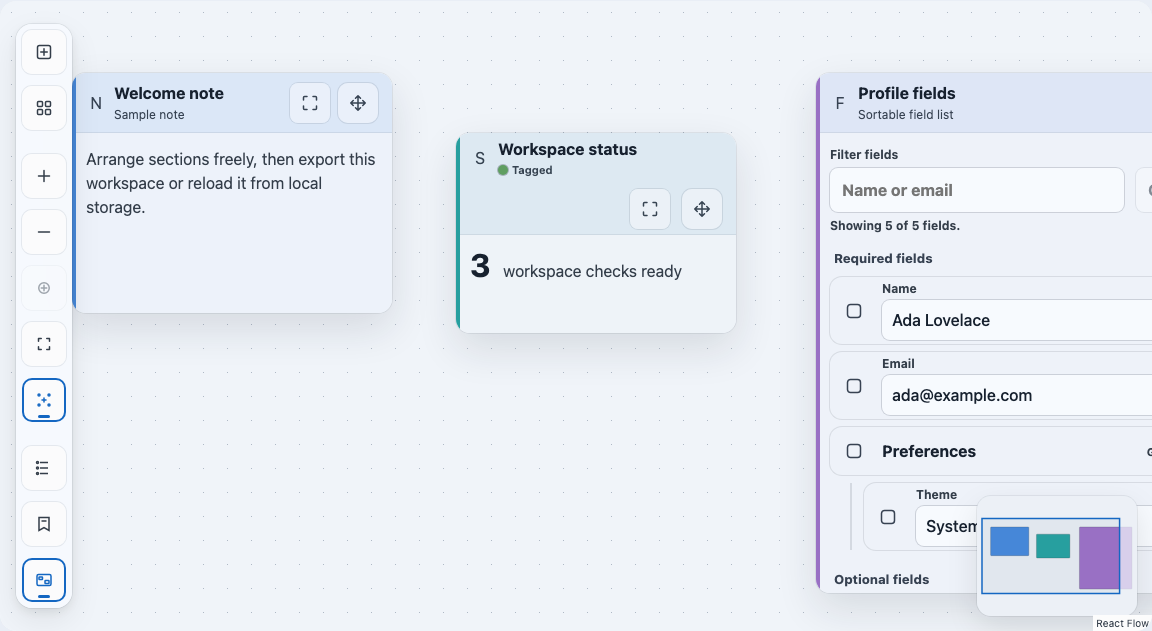 N
Welcome note
Sample note
Arrange sections freely, then export this
workspace or reload it from local
storage.
S
Workspace status
Tagged
3 workspace checks ready
F
Profile fields
Sortable field list
Filter fields
Name or email
Showing 5 of 5 fields.
Required fields
Name
Ada Lovelace
Email
ada@example.com
Preferences
Theme
System
Optional fields
React Flow